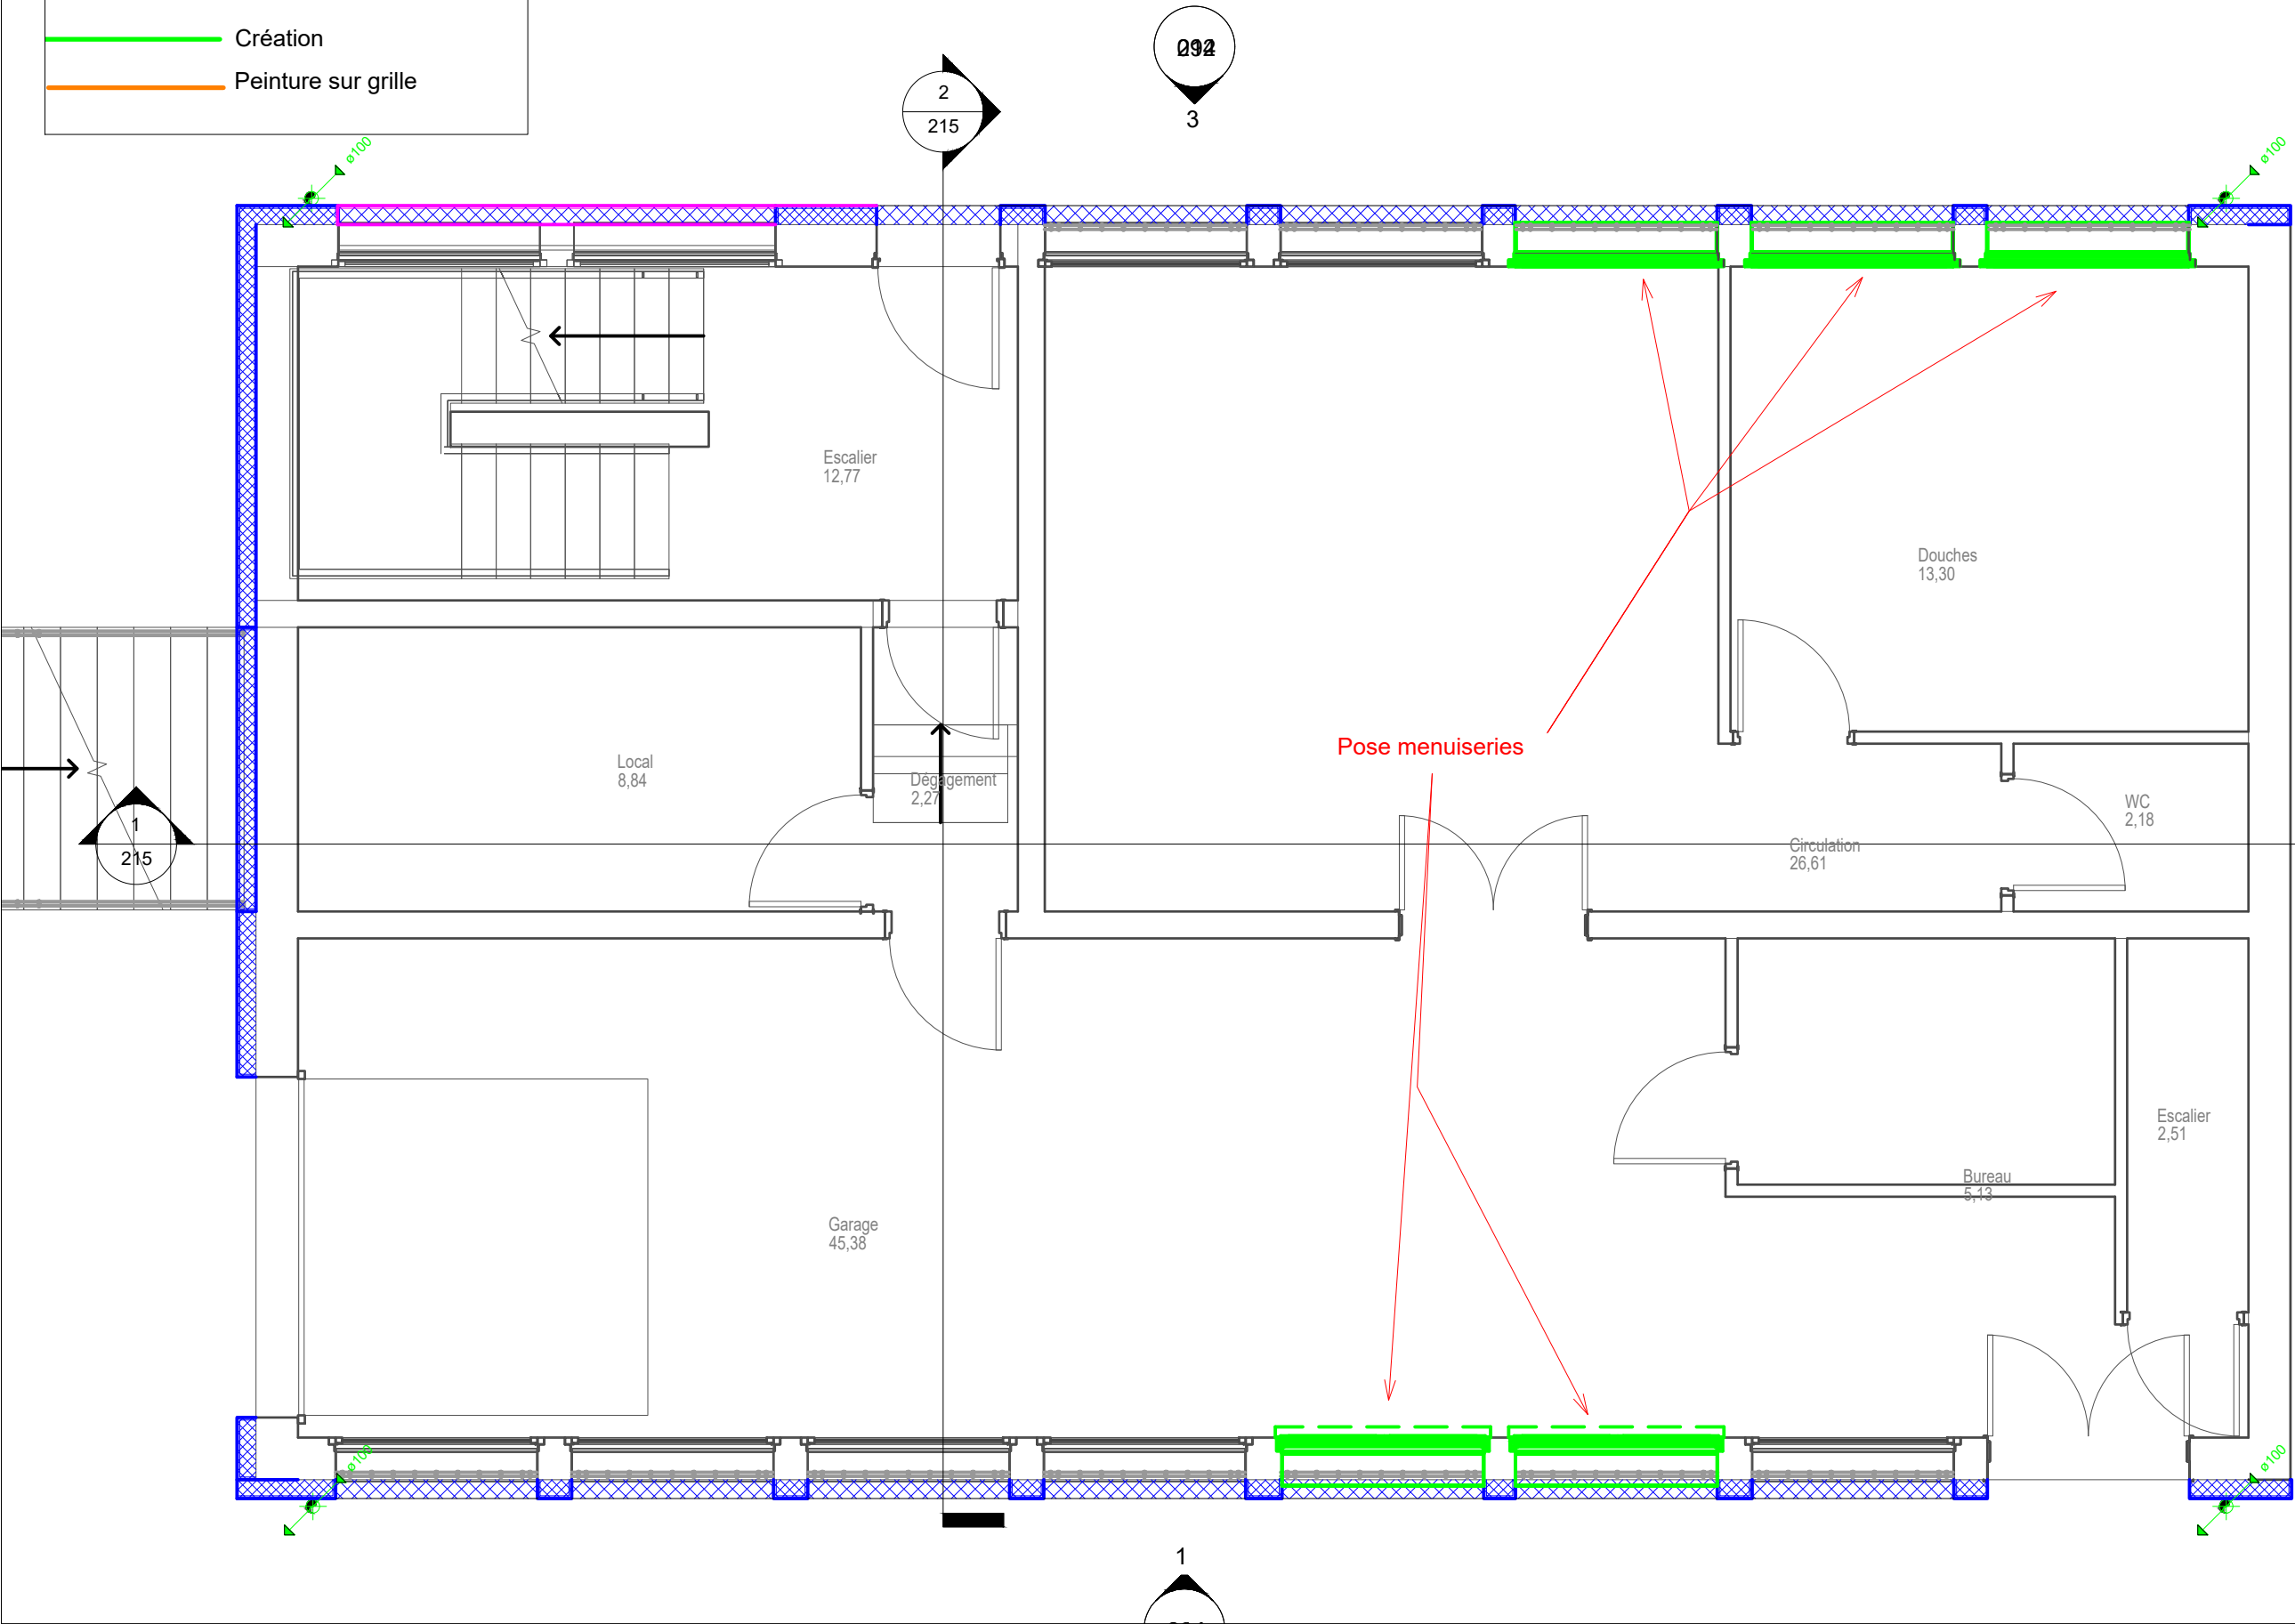 Création
Peinture sur grille
2
215
3
ø100
ø100
Escalier
12,77
Douches
13,30
Pose menuiseries
Local
8,84
Dégagement
2,27
WC
2,18
1
215
Circulation
26,61
Escalier
2,51
Bureau
5,13
Garage
45,38
ø100
ø100
1